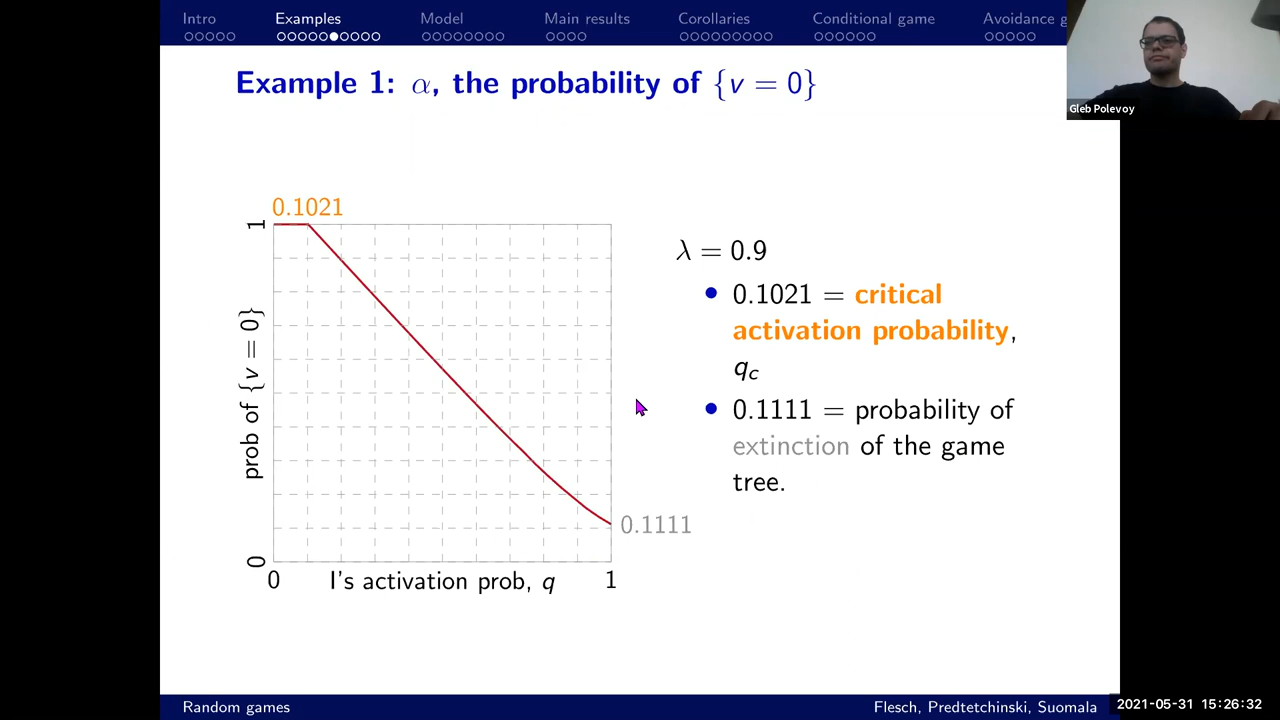 Intro Examples Model Main results Corollaries Conditional game Avoidance g
Gleb Polevoy
Example 1: α, the probability of {v = 0}
0.1021
1
prob of {v = 0}
0
0.1111
0 I's activation prob, q 1
λ = 0.9
• 0.1021 = critical
activation probability,
q_c
• 0.1111 = probability of
extinction of the game
tree.
Random games Flesch, Predtetchinski, Suomala
2021-05-31 15:26:32